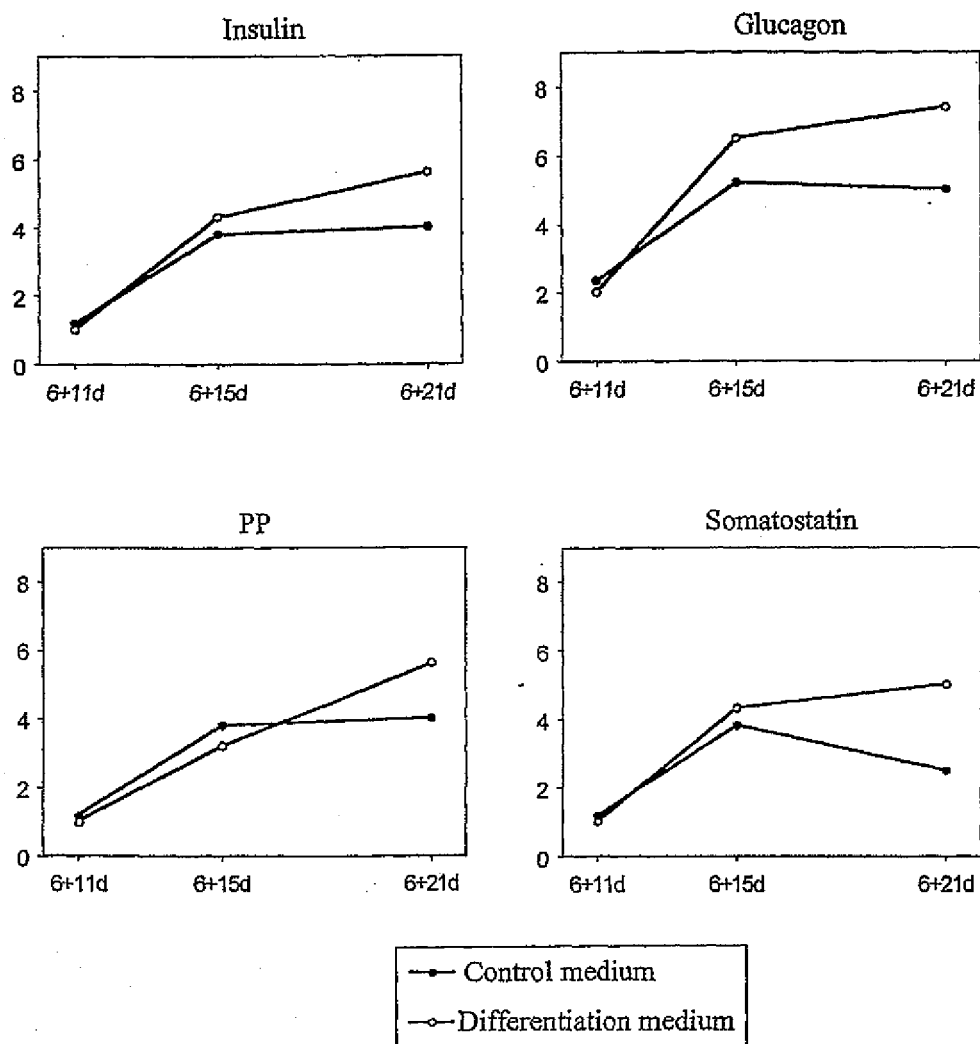 Insulin
8
6
4
2
0
6+11d 6+15d 6+21d
Glucagon
8
6
4
2
0
6+11d 6+15d 6+21d
PP
8
6
4
2
0
6+11d 6+15d 6+21d
Somatostatin
8
6
4
2
0
6+11d 6+15d 6+21d
Control medium
Differentiation medium